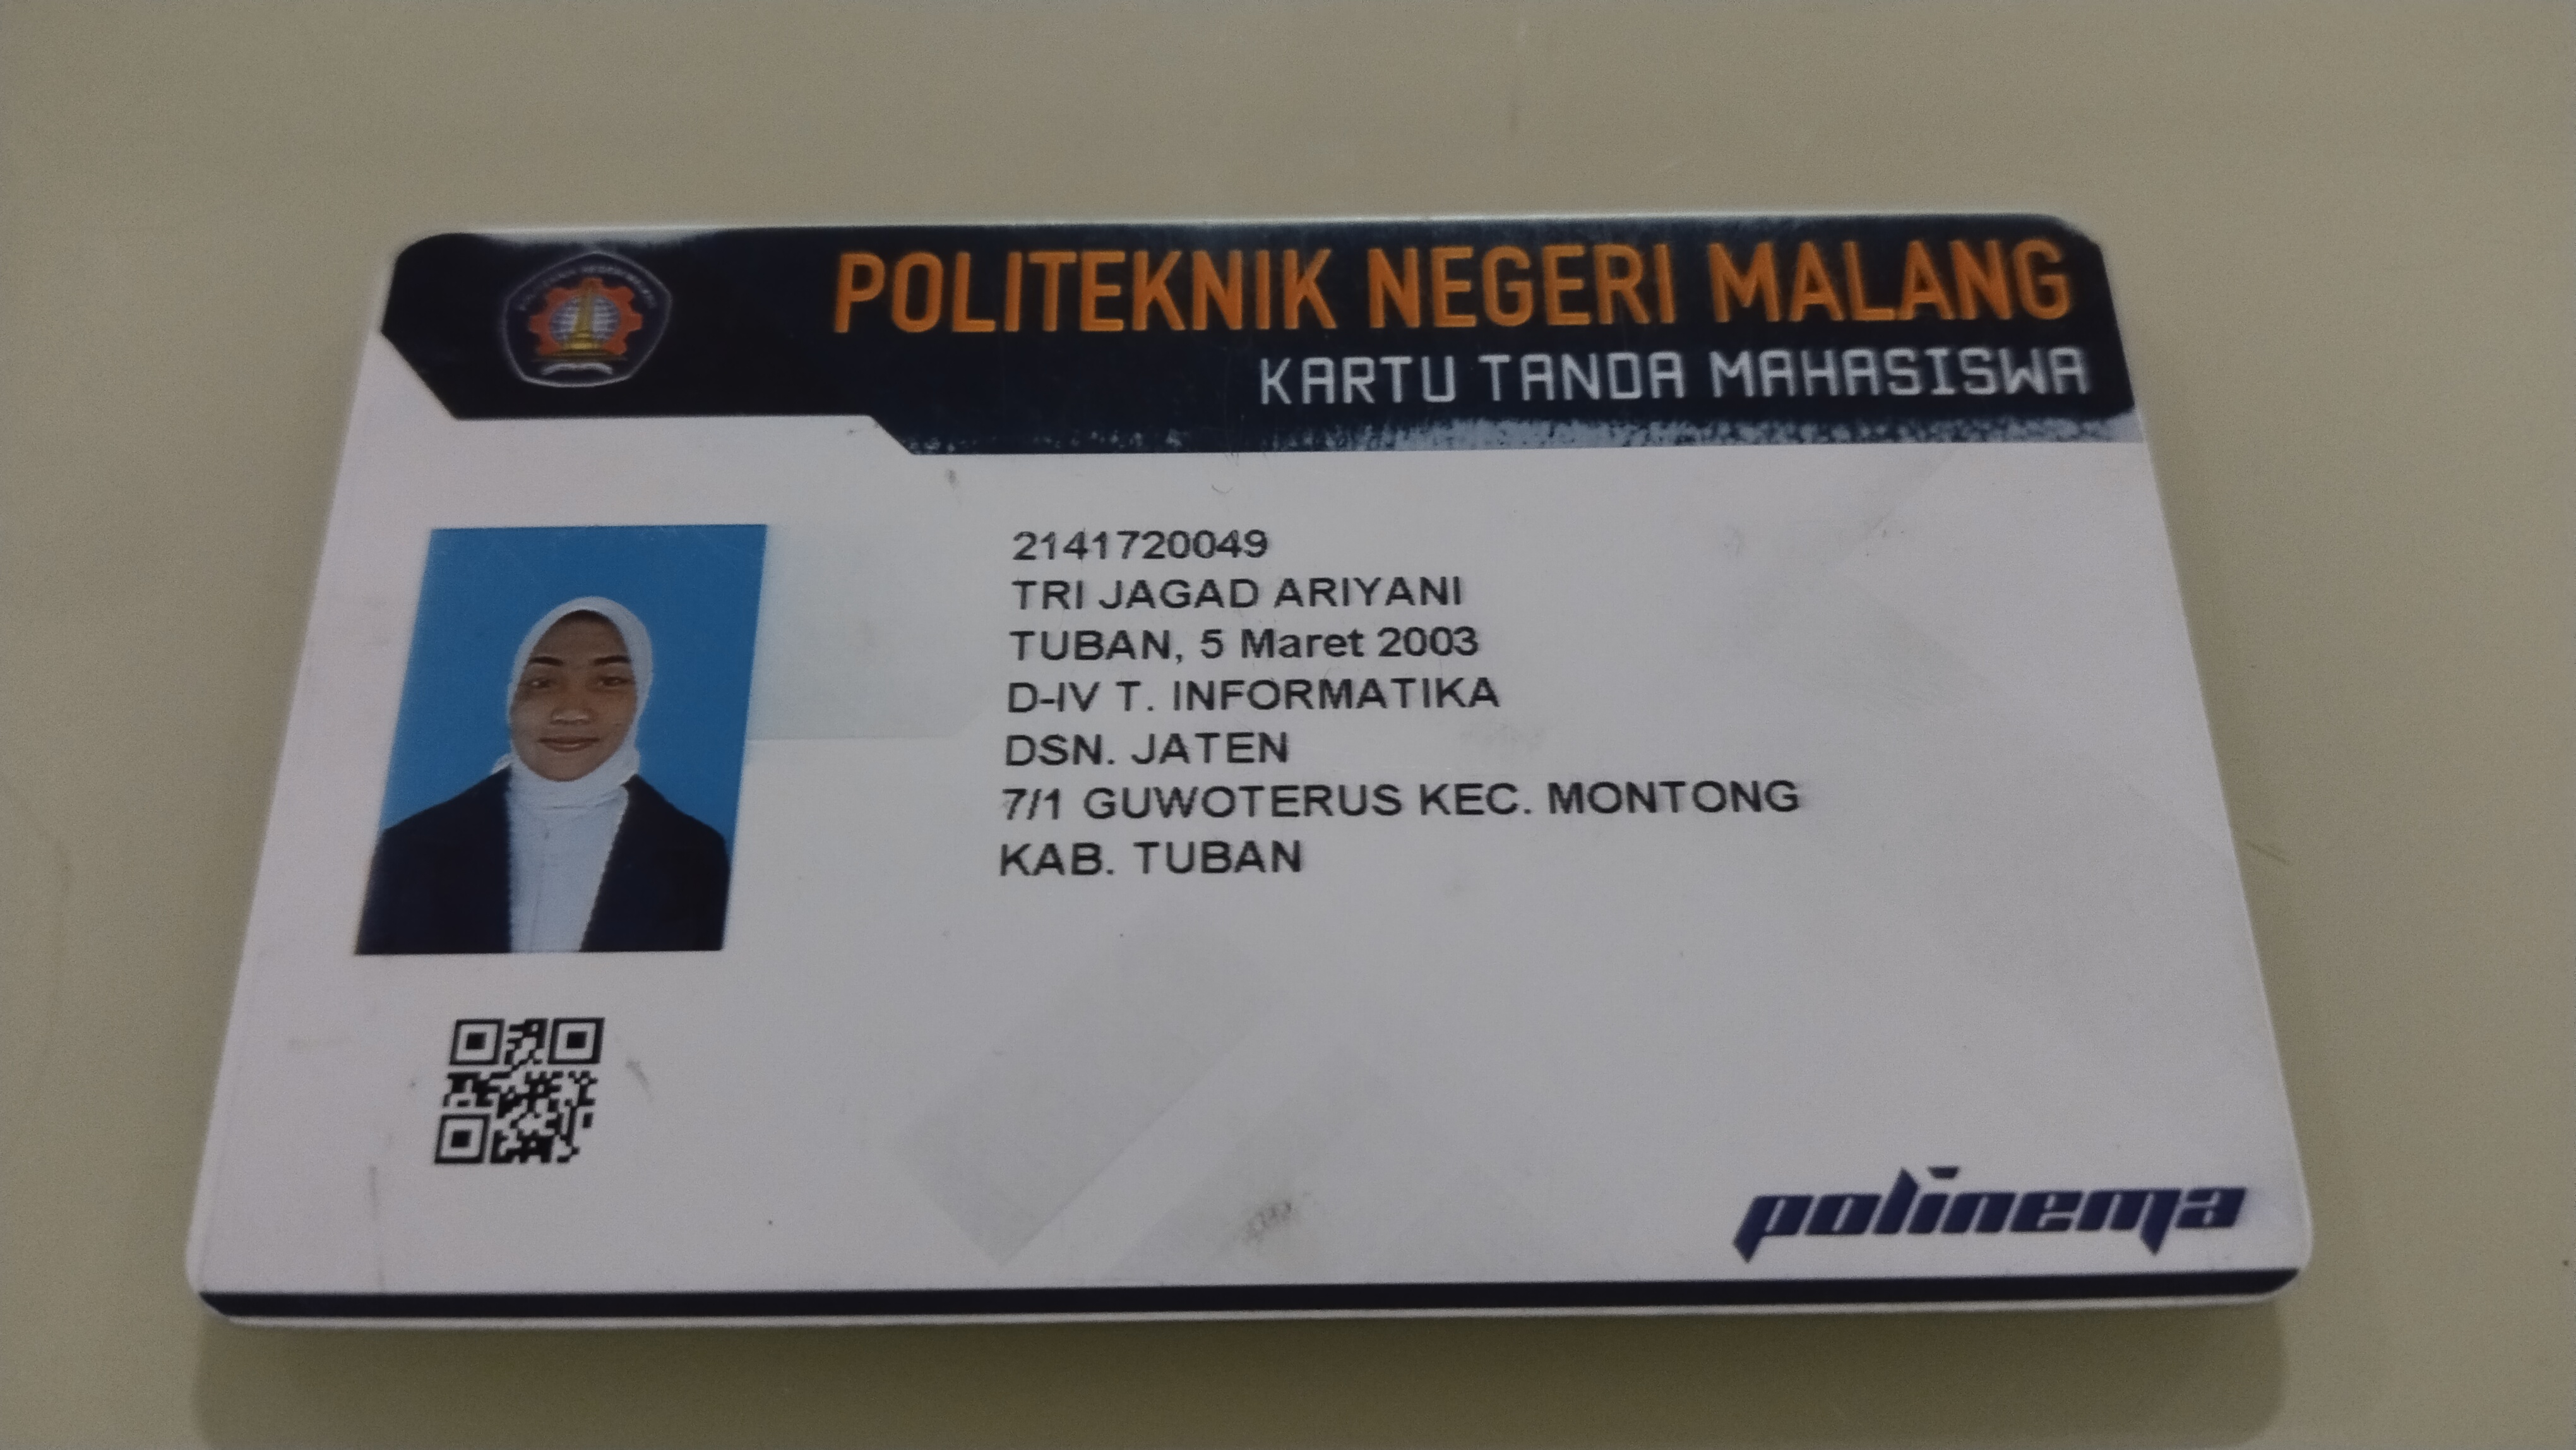 POLITEKNIK NEGERI MALANG
KARTU TANDA MAHASISWA
2141720049
TRI JAGAD ARIYANI
TUBAN, 5 Maret 2003
D-IV T. INFORMATIKA
DSN. JATEN
7/1 GUWOTERUS KEC. MONTONG
KAB. TUBAN
polinema